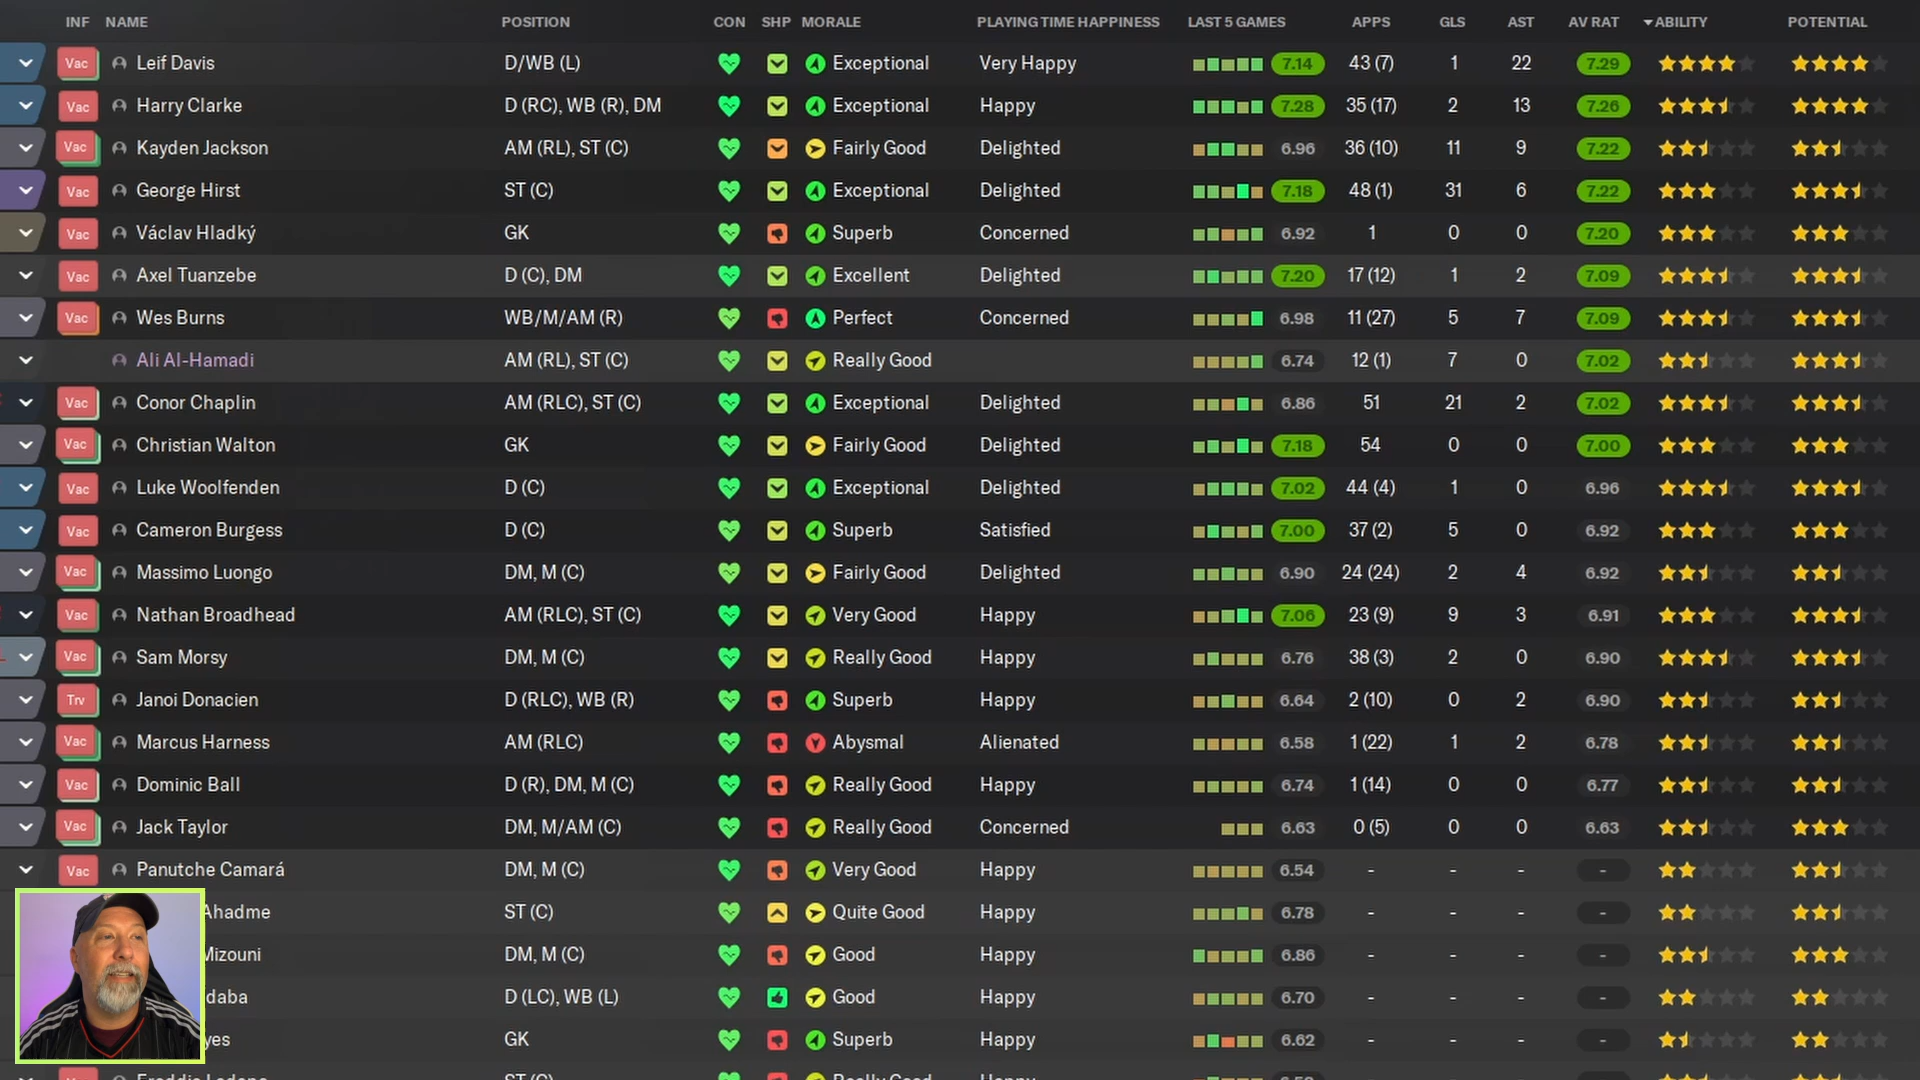 INF NAME POSITION CON SHP MORALE PLAYING TIME HAPPINESS LAST 5 GAMES APPS GLS AST AV RAT ABILITY POTENTIAL
Vac Leif Davis D/WB (L) Exceptional Very Happy 7.14 43 (7) 1 22 7.29
Vac Harry Clarke D (RC), WB (R), DM Exceptional Happy 7.28 35 (17) 2 13 7.26
Vac Kayden Jackson AM (RL), ST (C) Fairly Good Delighted 6.96 36 (10) 11 9 7.22
Vac George Hirst ST (C) Exceptional Delighted 7.18 48 (1) 31 6 7.22
Vac Václav Hladký GK Superb Concerned 6.92 1 0 0 7.20
Vac Axel Tuanzebe D (C), DM Excellent Delighted 7.20 17 (12) 1 2 7.09
Vac Wes Burns WB/M/AM (R) Perfect Concerned 6.98 11 (27) 5 7 7.09
Ali Al-Hamadi AM (RL), ST (C) Really Good 6.74 12 (1) 7 0 7.02
Vac Conor Chaplin AM (RLC), ST (C) Exceptional Delighted 6.86 51 21 2 7.02
Vac Christian Walton GK Fairly Good Delighted 7.18 54 0 0 7.00
Vac Luke Woolfenden D (C) Exceptional Delighted 7.02 44 (4) 1 0 6.96
Vac Cameron Burgess D (C) Superb Satisfied 7.00 37 (2) 5 0 6.92
Vac Massimo Luongo DM, M (C) Fairly Good Delighted 6.90 24 (24) 2 4 6.92
Vac Nathan Broadhead AM (RLC), ST (C) Very Good Happy 7.06 23 (9) 9 3 6.91
Vac Sam Morsy DM, M (C) Really Good Happy 6.76 38 (3) 2 0 6.90
Trv Janoi Donacien D (RLC), WB (R) Superb Happy 6.64 2 (10) 0 2 6.90
Vac Marcus Harness AM (RLC) Abysmal Alienated 6.58 1 (22) 1 2 6.78
Vac Dominic Ball D (R), DM, M (C) Really Good Happy 6.74 1 (14) 0 0 6.77
Vac Jack Taylor DM, M/AM (C) Really Good Concerned 6.63 0 (5) 0 0 6.63
Vac Panutche Camará DM, M (C) Very Good Happy 6.54 - - - -
Ahadme ST (C) Quite Good Happy 6.78 - - - -
Mizouni DM, M (C) Good Happy 6.86 - - - -
daba D (LC), WB (L) Good Happy 6.70 - - - -
yes GK Superb Happy 6.62 - - - -